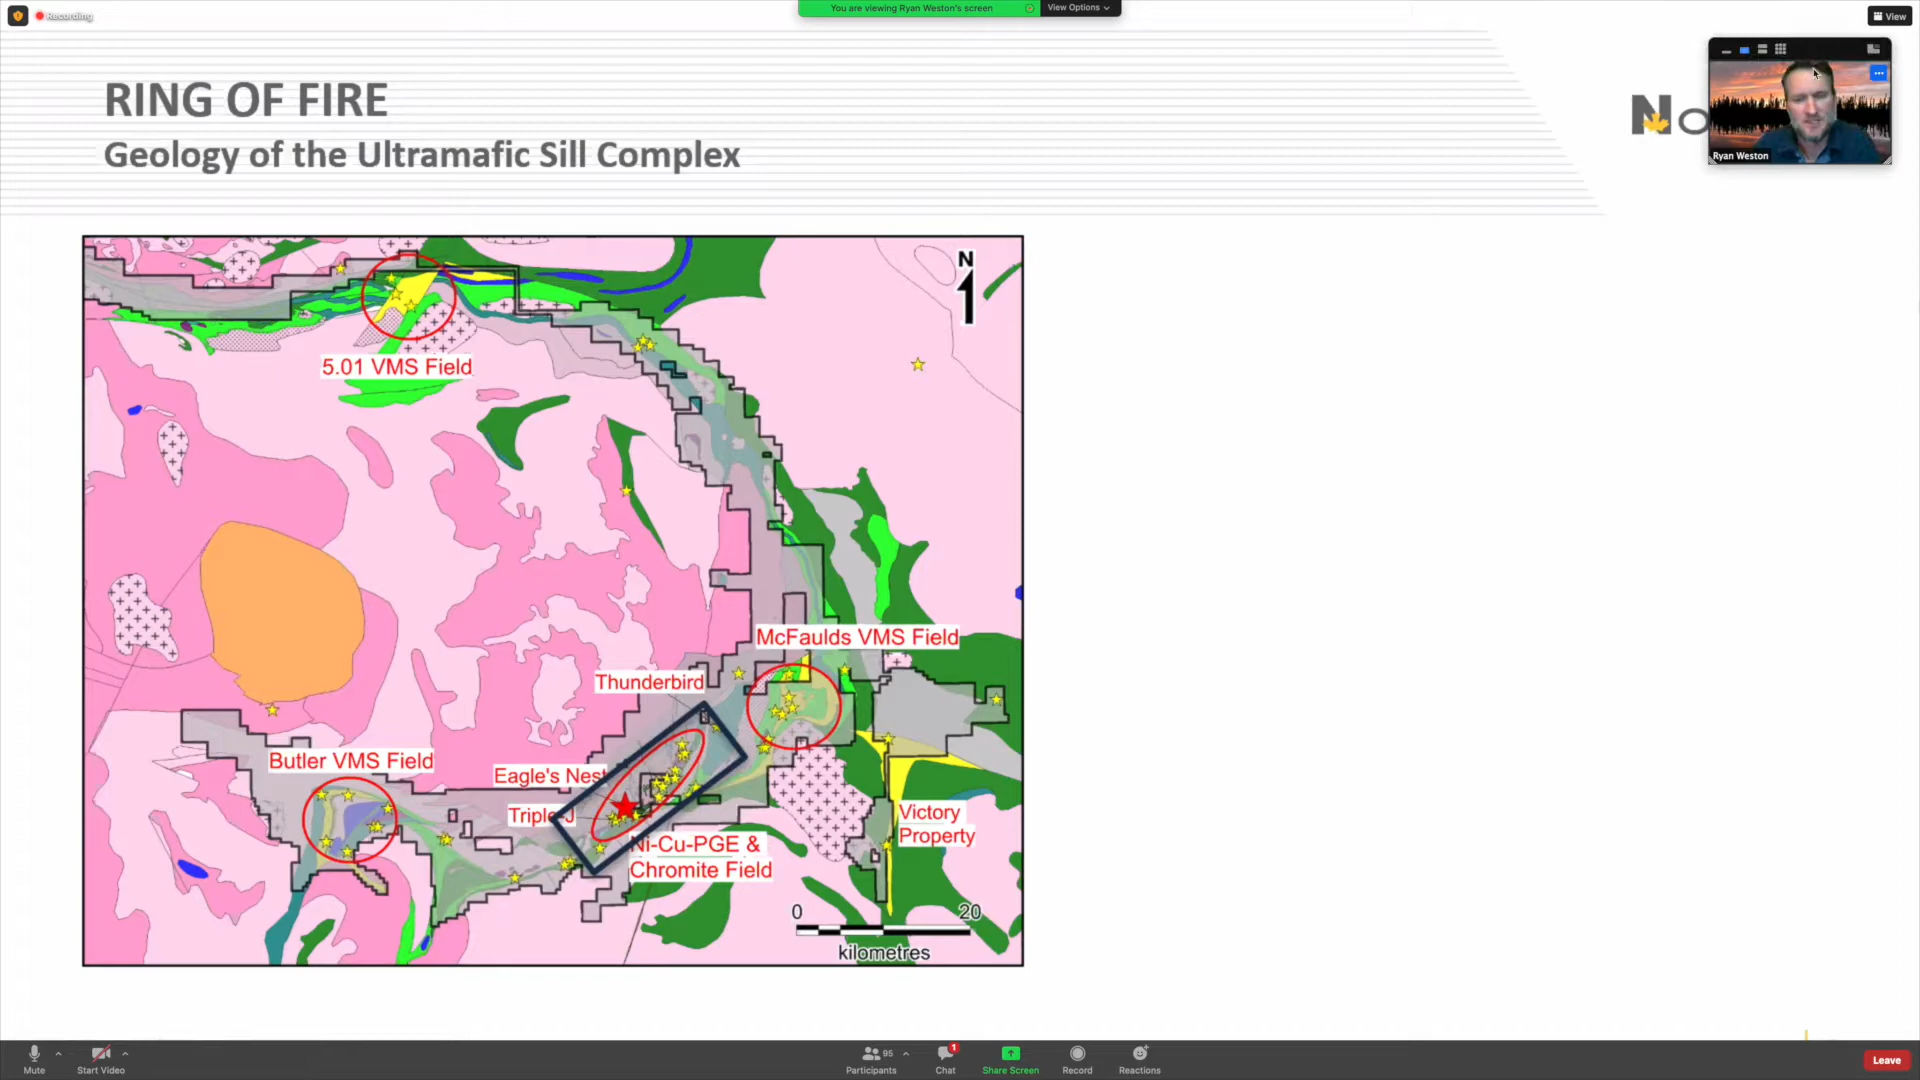 Recording
You are viewing Ryan Weston's screen
View Options
View
RING OF FIRE
Geology of the Ultramafic Sill Complex
No
Ryan Weston
N
5.01 VMS Field
McFaulds VMS Field
Thunderbird
Butler VMS Field
Eagle's Nest
Triple-J
Ni-Cu-PGE &
Chromite Field
Victory
Property
0 20
kilometres
Mute
Start Video
95
Participants
1
Chat
Share Screen
Record
Reactions
Leave